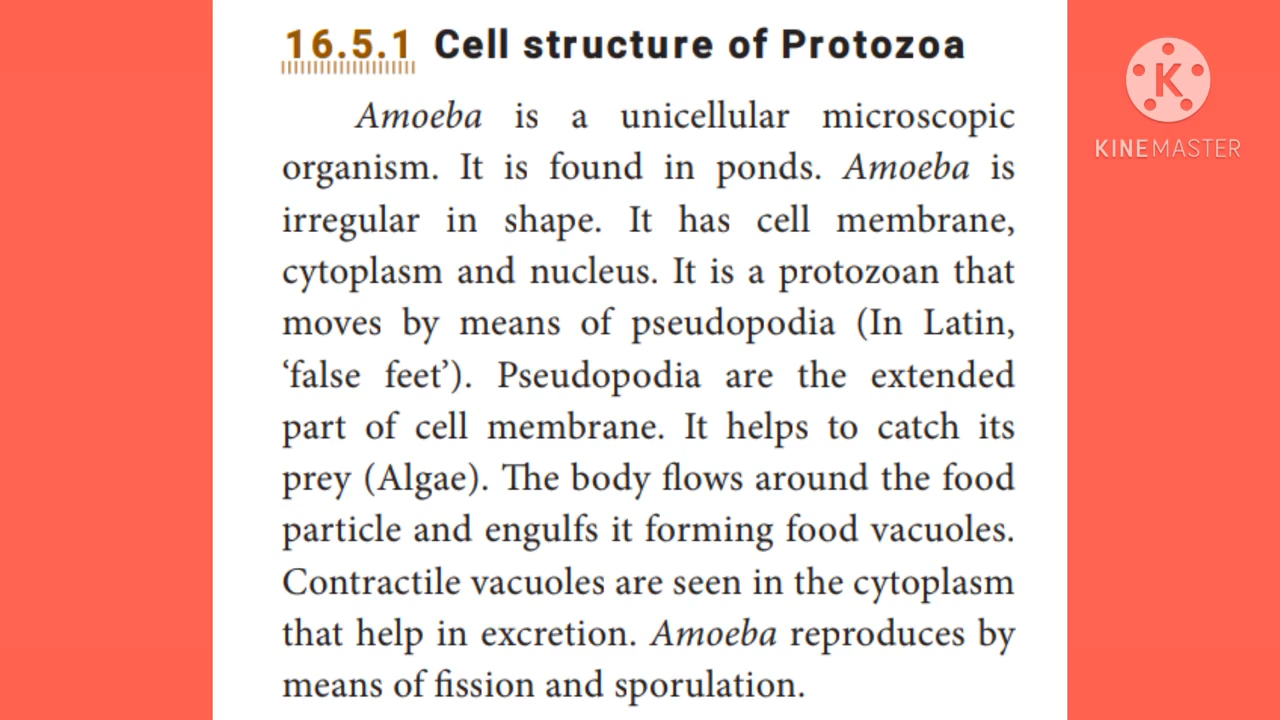 16.5.1 Cell structure of Protozoa
Amoeba is a unicellular microscopic
organism. It is found in ponds. Amoeba is
irregular in shape. It has cell membrane,
cytoplasm and nucleus. It is a protozoan that
moves by means of pseudopodia (In Latin,
‘false feet’). Pseudopodia are the extended
part of cell membrane. It helps to catch its
prey (Algae). The body flows around the food
particle and engulfs it forming food vacuoles.
Contractile vacuoles are seen in the cytoplasm
that help in excretion. Amoeba reproduces by
means of fission and sporulation.
K
KINEMASTER